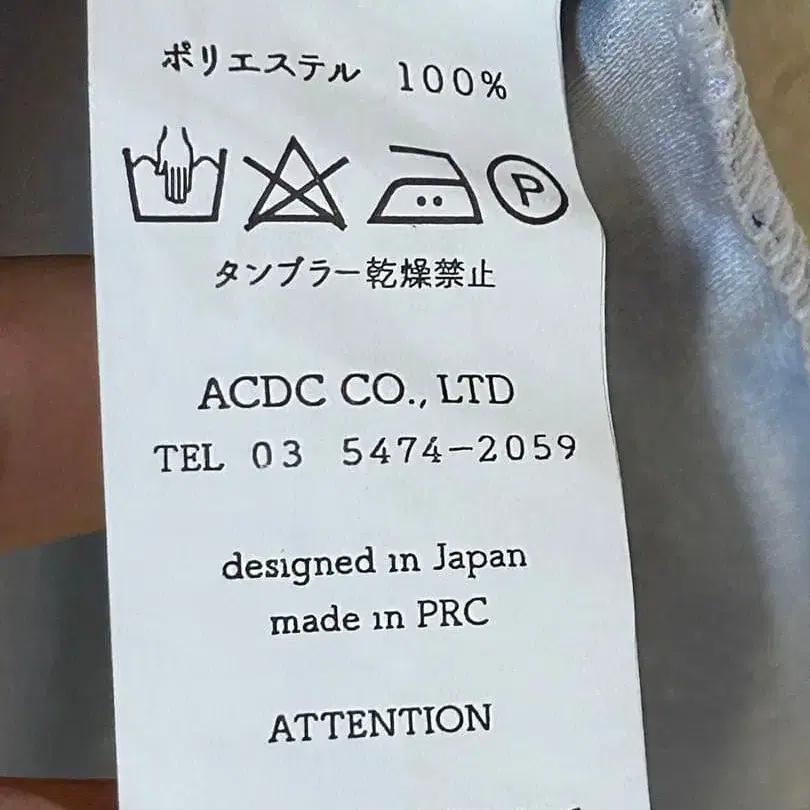 ポリエステル 100%
P
タンブラー乾燥禁止
ACDC CO., LTD
TEL 03 5474-2059
designed in Japan
made in PRC
ATTENTION